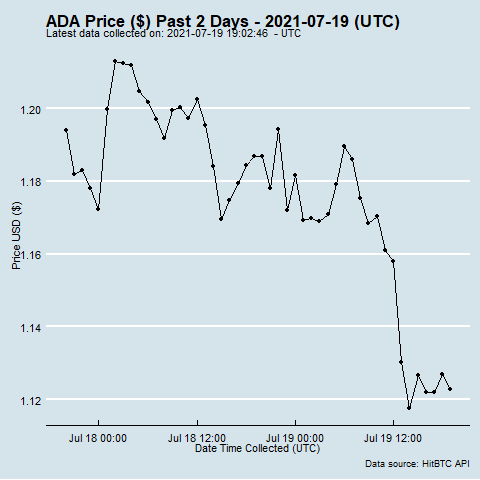 ADA Price ($) Past 2 Days - 2021-07-19 (UTC)
Latest data collected on: 2021-07-19 19:02:46  - UTC
Price USD ($)
1.20
1.18
1.16
1.14
1.12
Jul 18 00:00
Jul 18 12:00
Jul 19 00:00
Jul 19 12:00
Date Time Collected (UTC)
Data source: HitBTC API